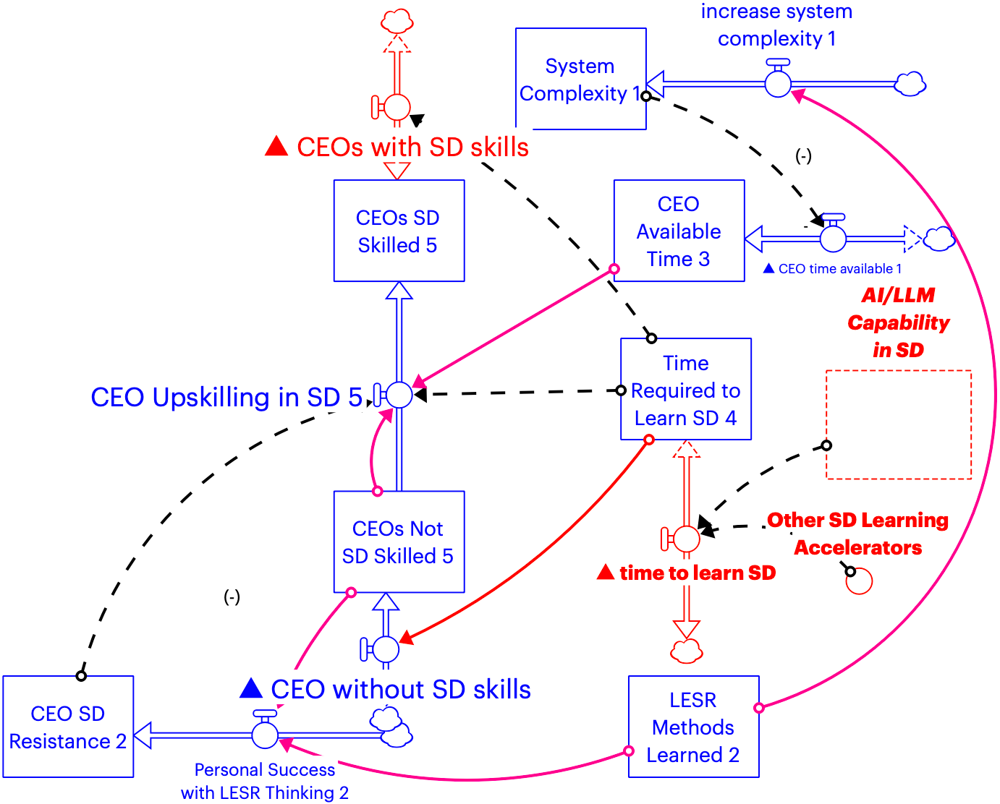 increase system
complexity 1
System
Complexity 1
▲ CEOs with SD skills
(-)
CEOs SD
Skilled 5
CEO
Available
Time 3
-
▲ CEO time available 1
AI/LLM
Capability
in SD
Time
Required to
Learn SD 4
CEO Upskilling in SD 5
CEOs Not
SD Skilled 5
Other SD Learning
Accelerators
▲ time to learn SD
(-)
▲ CEO without SD skills
CEO SD
Resistance 2
LESR
Methods
Learned 2
Personal Success
with LESR Thinking 2